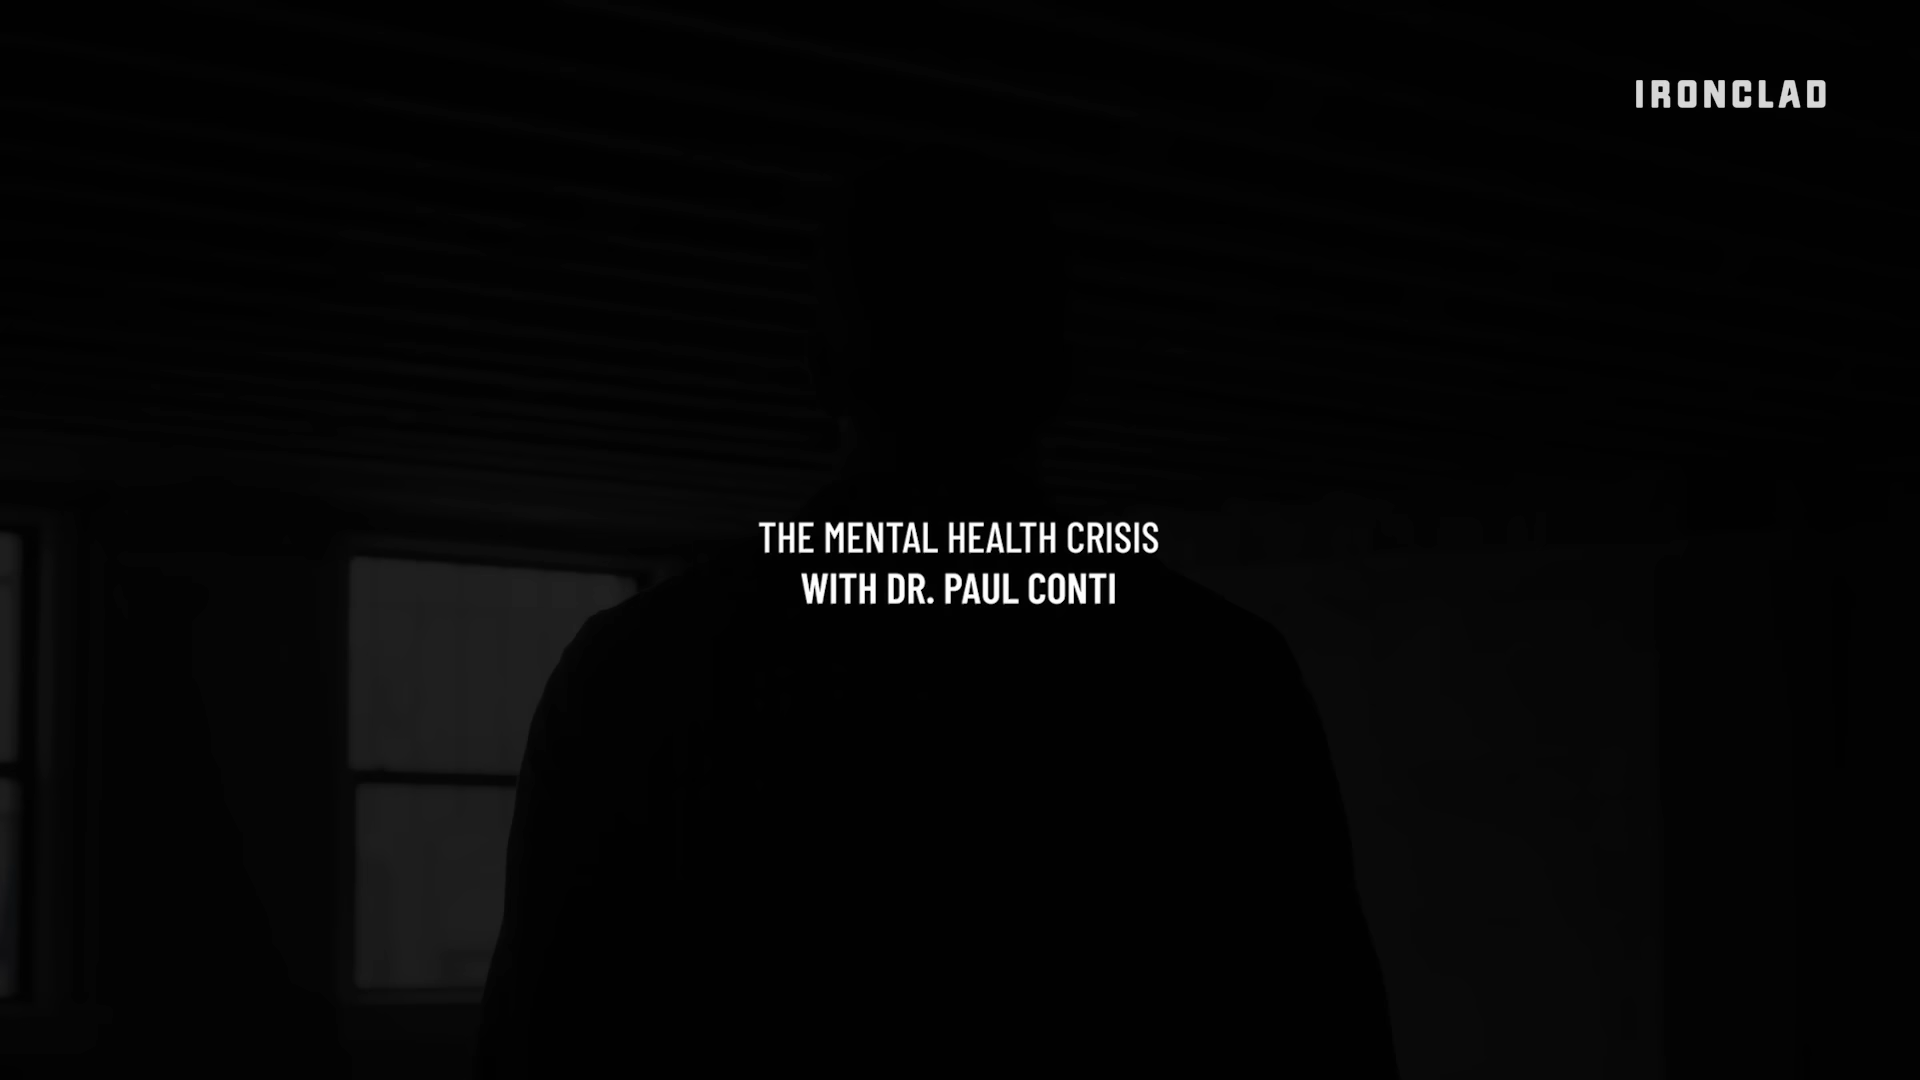 IRONCLAD
THE MENTAL HEALTH CRISIS
WITH DR. PAUL CONTI